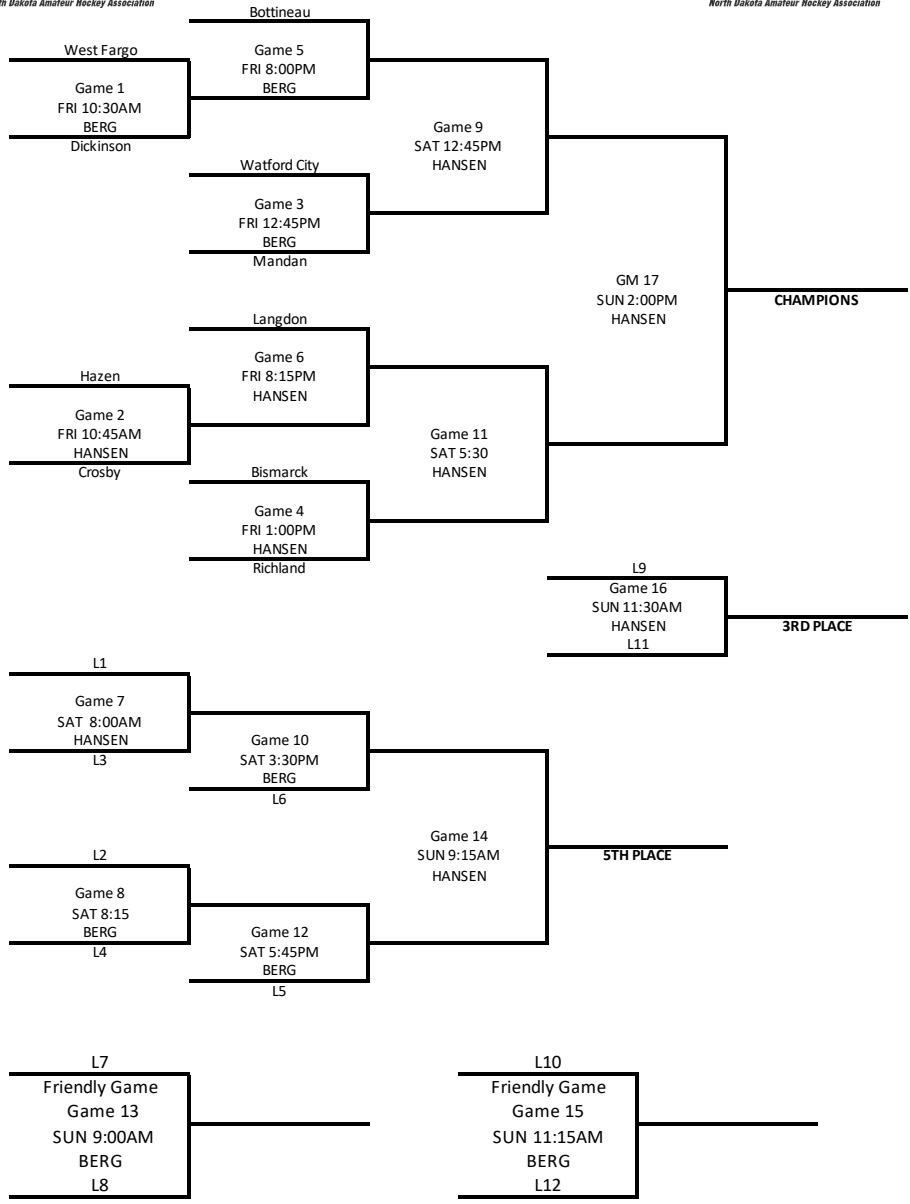 North Dakota Amateur Hockey Association
North Dakota Amateur Hockey Association
Bottineau
West Fargo
Game 5
FRI 8:00PM
BERG
Game 1
FRI 10:30AM
BERG
Dickinson
Game 9
SAT 12:45PM
HANSEN
Watford City
Game 3
FRI 12:45PM
BERG
Mandan
GM 17
SUN 2:00PM
HANSEN
CHAMPIONS
Langdon
Game 6
FRI 8:15PM
HANSEN
Hazen
Game 2
FRI 10:45AM
HANSEN
Crosby
Game 11
SAT 5:30
HANSEN
Bismarck
Game 4
FRI 1:00PM
HANSEN
Richland
L9
Game 16
SUN 11:30AM
HANSEN
L11
3RD PLACE
L1
Game 7
SAT 8:00AM
HANSEN
L3
Game 10
SAT 3:30PM
BERG
L6
Game 14
SUN 9:15AM
HANSEN
5TH PLACE
L2
Game 8
SAT 8:15
BERG
L4
Game 12
SAT 5:45PM
BERG
L5
L7
Friendly Game
Game 13
SUN 9:00AM
BERG
L8
L10
Friendly Game
Game 15
SUN 11:15AM
BERG
L12